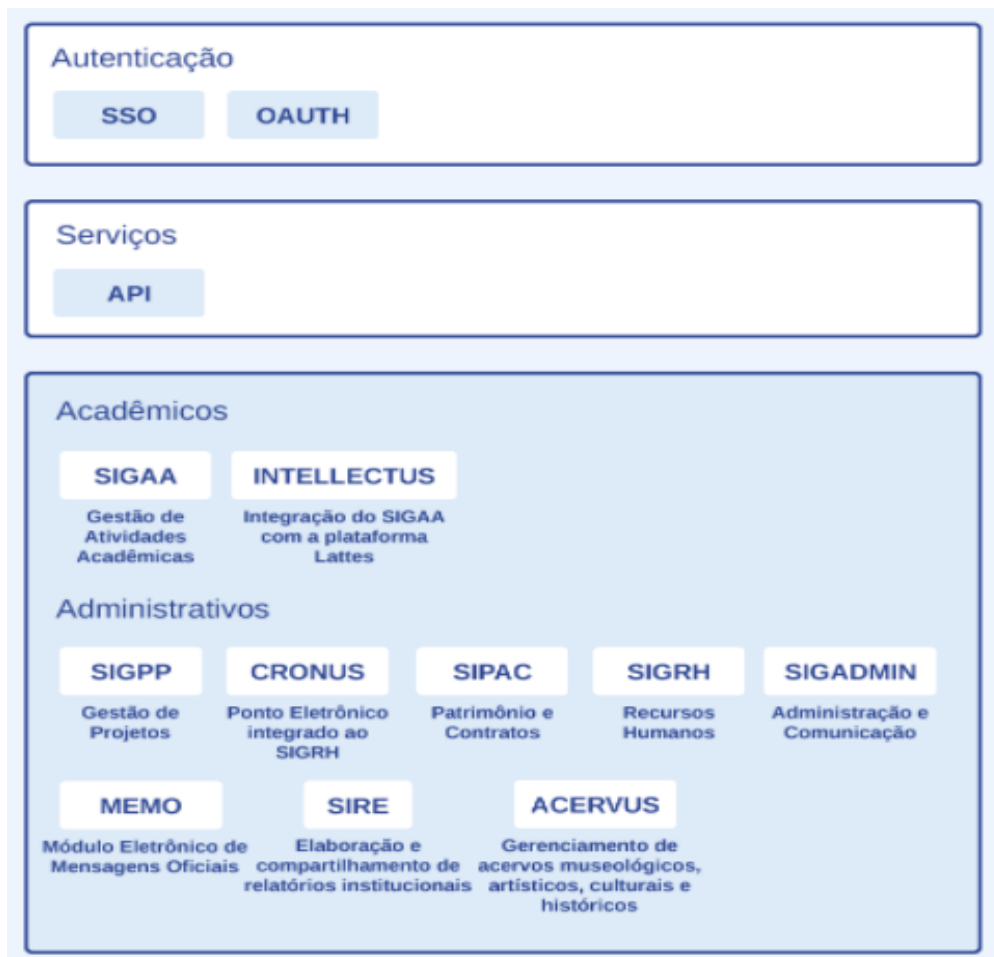 Autenticação
SSO OAUTH
Serviços
API
Acadêmicos
SIGAA INTELLECTUS
Gestão de
Atividades
Acadêmicas
Integração do SIGAA
com a plataforma
Lattes
Administrativos
SIGPP CRONUS SIPAC SIGRH SIGADMIN
Gestão de
Projetos
Ponto Eletrônico
integrado ao
SIGRH
Patrimônio e
Contratos
Recursos
Humanos
Administração e
Comunicação
MEMO SIRE ACERVUS
Módulo Eletrônico de
Mensagens Oficiais
Elaboração e
compartilhamento de
relatórios institucionais
Gerenciamento de
acervos museológicos,
artísticos, culturais e
históricos